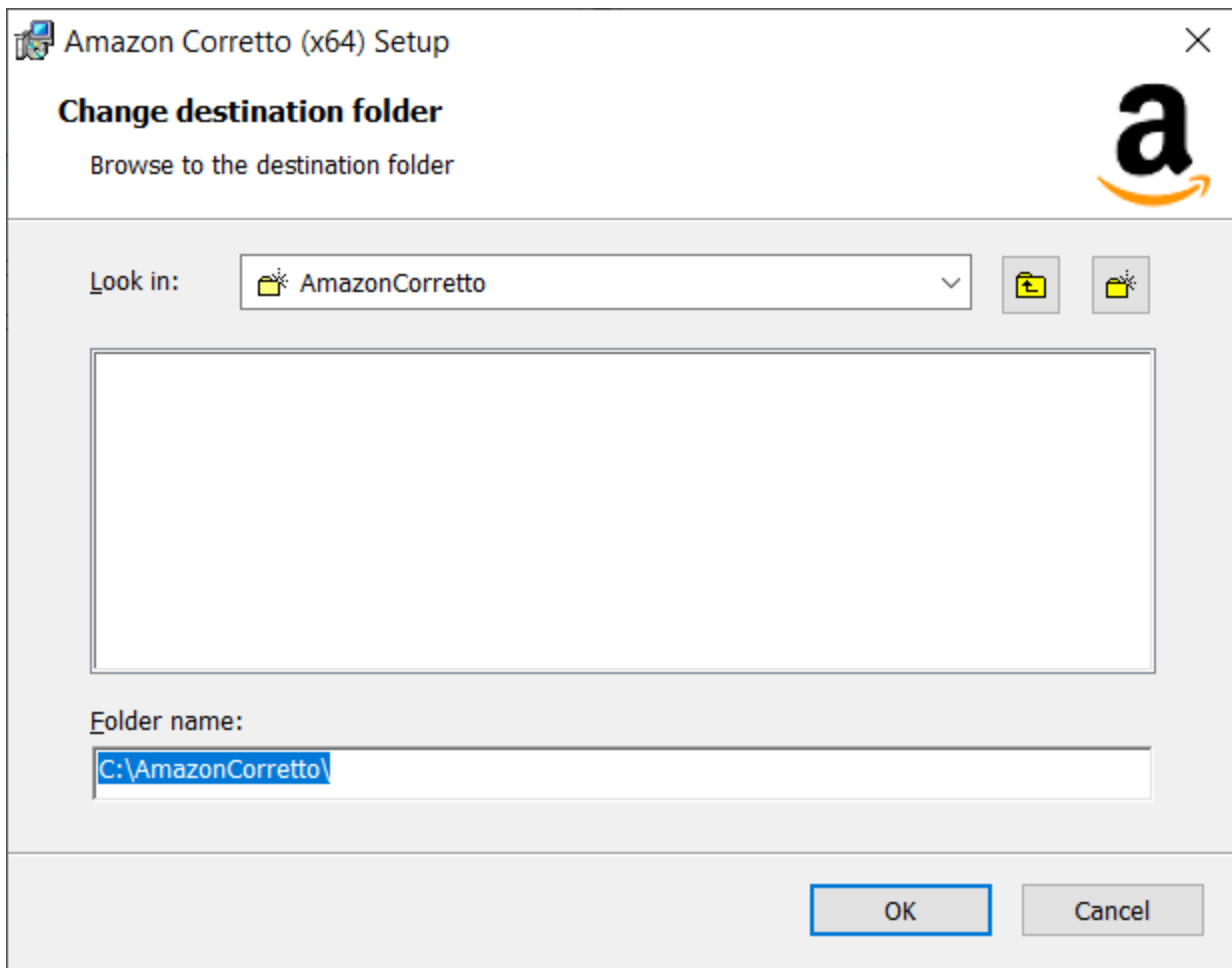 Amazon Corretto (x64) Setup
Change destination folder
Browse to the destination folder
a
Look in:
AmazonCorretto
Folder name:
C:\AmazonCorretto\
OK
Cancel